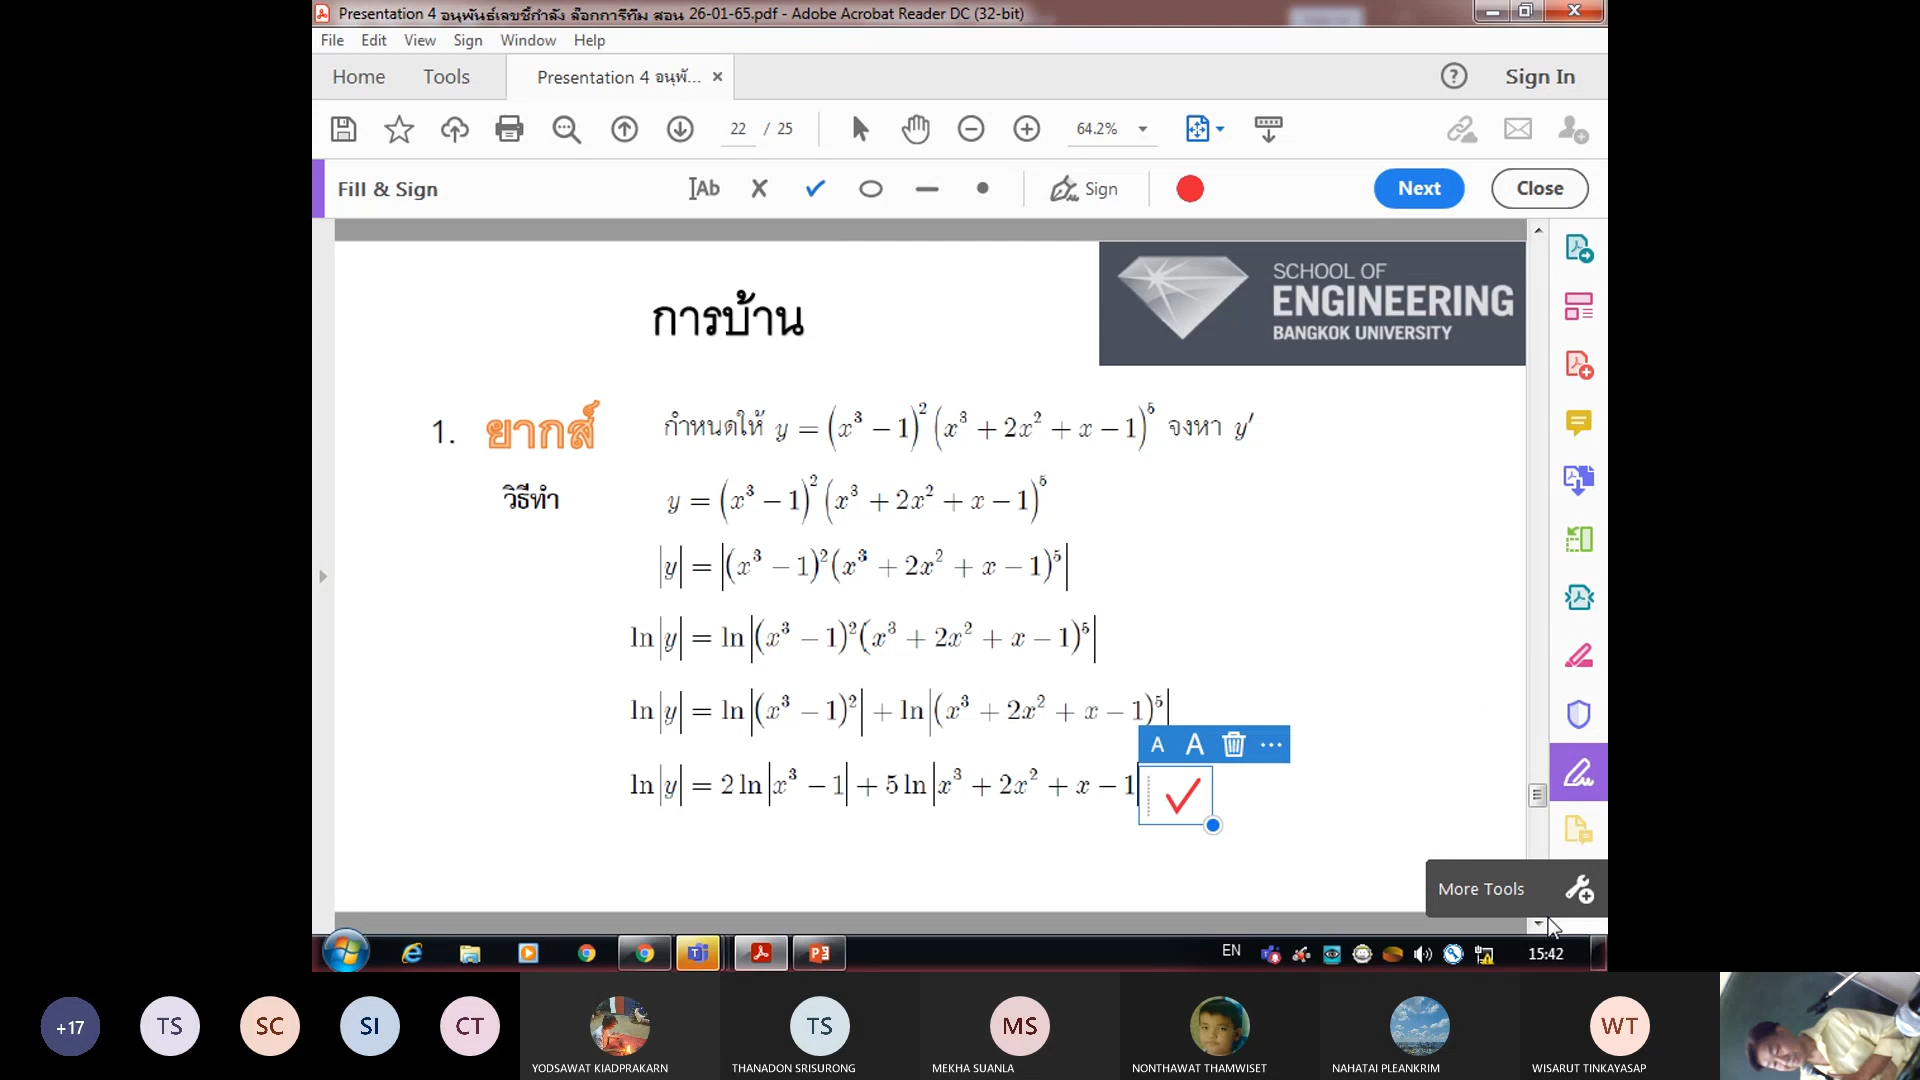 Presentation 4 อนุพันธ์เลขชี้กำลัง ล๊อกการีทึม สอน 26-01-65.pdf - Adobe Acrobat Reader DC (32-bit)
File Edit View Sign Window Help
Home Tools Presentation 4 อนุพั... × ? Sign In
22 / 25 64.2%
Fill & Sign IAb Sign Next Close
SCHOOL OF
ENGINEERING
BANGKOK UNIVERSITY
การบ้าน
1. ยากส์ กำหนดให้ y = (x³ − 1)² (x³ + 2x² + x − 1)⁵ จงหา y′
วิธีทำ y = (x³ − 1)² (x³ + 2x² + x − 1)⁵
|y| = |(x³ − 1)²(x³ + 2x² + x − 1)⁵|
ln|y| = ln|(x³ − 1)²(x³ + 2x² + x − 1)⁵|
ln|y| = ln|(x³ − 1)²| + ln|(x³ + 2x² + x − 1)⁵|
A A
ln|y| = 2 ln|x³ − 1| + 5 ln|x³ + 2x² + x − 1|
More Tools
EN 15:42
+17 TS SC SI CT TS MS WT
YODSAWAT KIADPRAKARN THANADON SRISURONG MEKHA SUANLA NONTHAWAT THAMWISET NAHATAI PLEANKRIM WISARUT TINKAYASAP